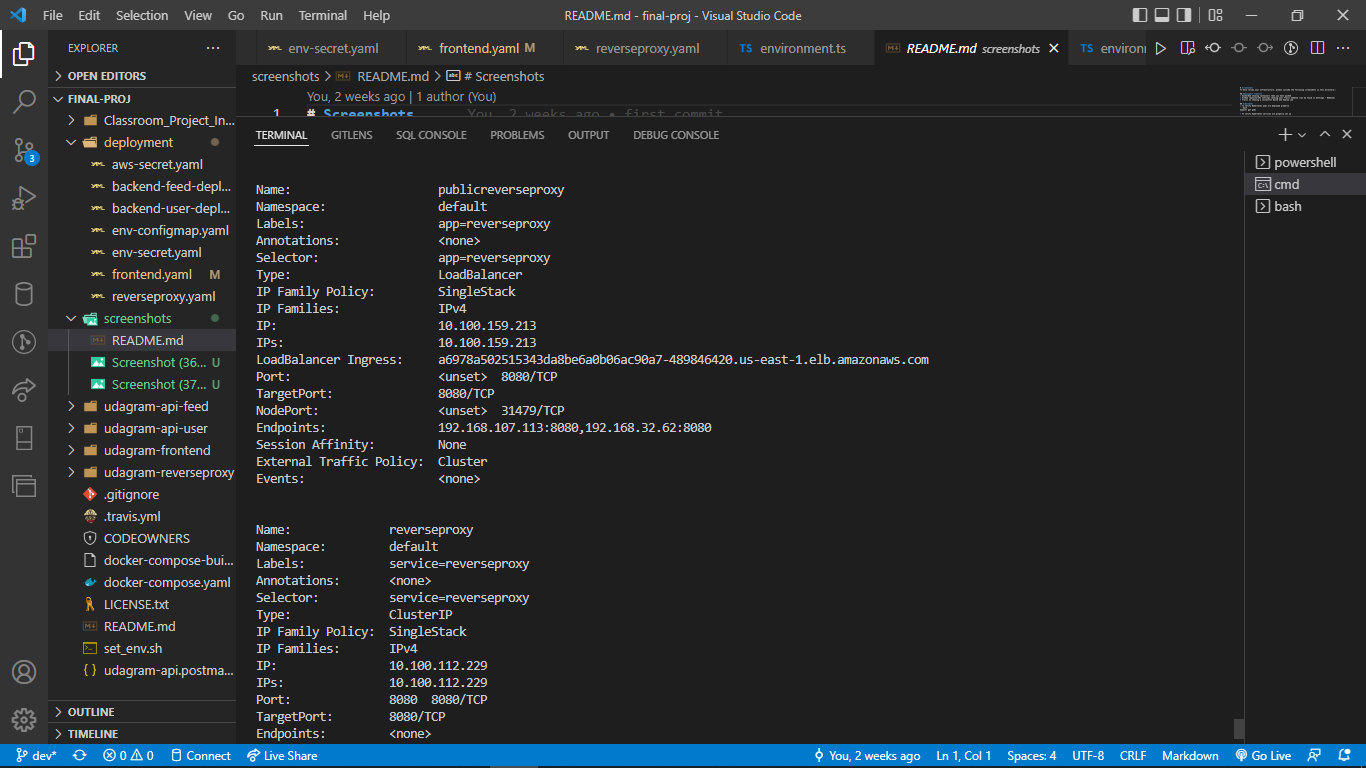 File Edit Selection View Go Run Terminal Help README.md - final-proj - Visual Studio Code
EXPLORER
env-secret.yaml frontend.yaml M reverseproxy.yaml TS environment.ts README.md screenshots TS environ
OPEN EDITORS
screenshots > README.md > # Screenshots
FINAL-PROJ
You, 2 weeks ago | 1 author (You)
1 # Screenshots You, 2 weeks ago • first commit
Classroom_Project_In...
deployment
aws-secret.yaml
backend-feed-depl...
backend-user-depl...
env-configmap.yaml
env-secret.yaml
frontend.yaml M
reverseproxy.yaml
screenshots
README.md
Screenshot (36... U
Screenshot (37... U
udagram-api-feed
udagram-api-user
udagram-frontend
udagram-reverseproxy
.gitignore
.travis.yml
CODEOWNERS
docker-compose-bui...
docker-compose.yaml
LICENSE.txt
README.md
set_env.sh
udagram-api.postma...
OUTLINE
TIMELINE
3
TERMINAL GITLENS SQL CONSOLE PROBLEMS OUTPUT DEBUG CONSOLE
powershell
cmd
bash
Name: publicreverseproxy
Namespace: default
Labels: app=reverseproxy
Annotations: <none>
Selector: app=reverseproxy
Type: LoadBalancer
IP Family Policy: SingleStack
IP Families: IPv4
IP: 10.100.159.213
IPs: 10.100.159.213
LoadBalancer Ingress: a6978a502515343da8be6a0b06ac90a7-489846420.us-east-1.elb.amazonaws.com
Port: <unset> 8080/TCP
TargetPort: 8080/TCP
NodePort: <unset> 31479/TCP
Endpoints: 192.168.107.113:8080,192.168.32.62:8080
Session Affinity: None
External Traffic Policy: Cluster
Events: <none>
Name: reverseproxy
Namespace: default
Labels: service=reverseproxy
Annotations: <none>
Selector: service=reverseproxy
Type: ClusterIP
IP Family Policy: SingleStack
IP Families: IPv4
IP: 10.100.112.229
IPs: 10.100.112.229
Port: 8080 8080/TCP
TargetPort: 8080/TCP
Endpoints: <none>
dev* 0 0 Connect Live Share You, 2 weeks ago Ln 1, Col 1 Spaces: 4 UTF-8 CRLF Markdown Go Live